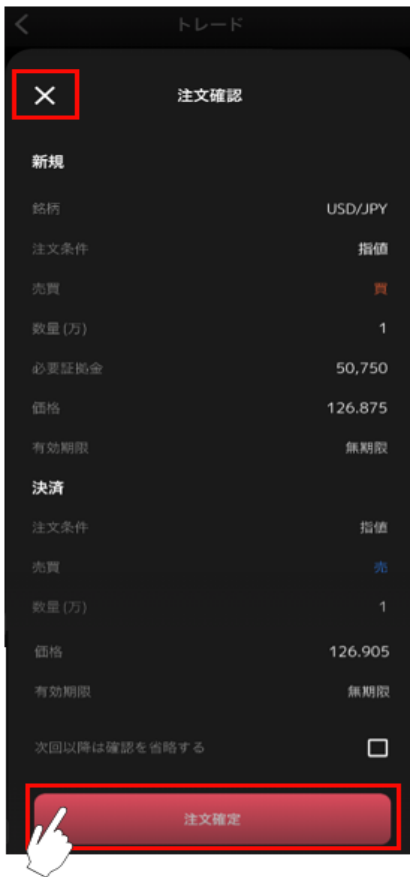 トレード
注文確認
新規
銘柄 USD/JPY
注文条件 指値
売買 買
数量(万) 1
必要証拠金 50,750
価格 126.875
有効期限 無期限
決済
注文条件 指値
売買 売
数量(万) 1
価格 126.905
有効期限 無期限
次回以降は確認を省略する
注文確定